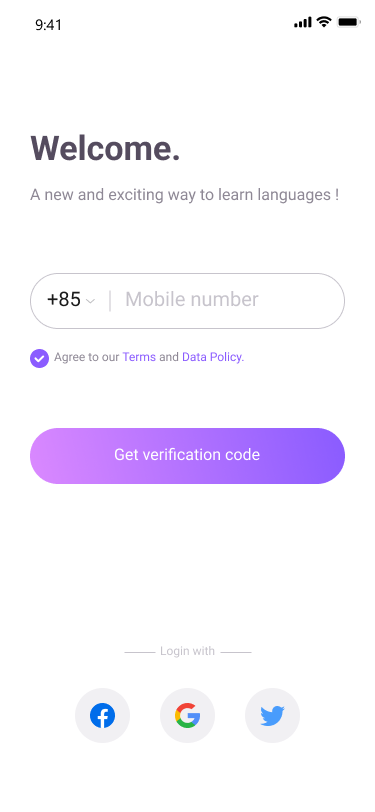 9:41
Welcome.
A new and exciting way to learn languages !
+85 Mobile number
Agree to our Terms and Data Policy.
Get verification code
Login with